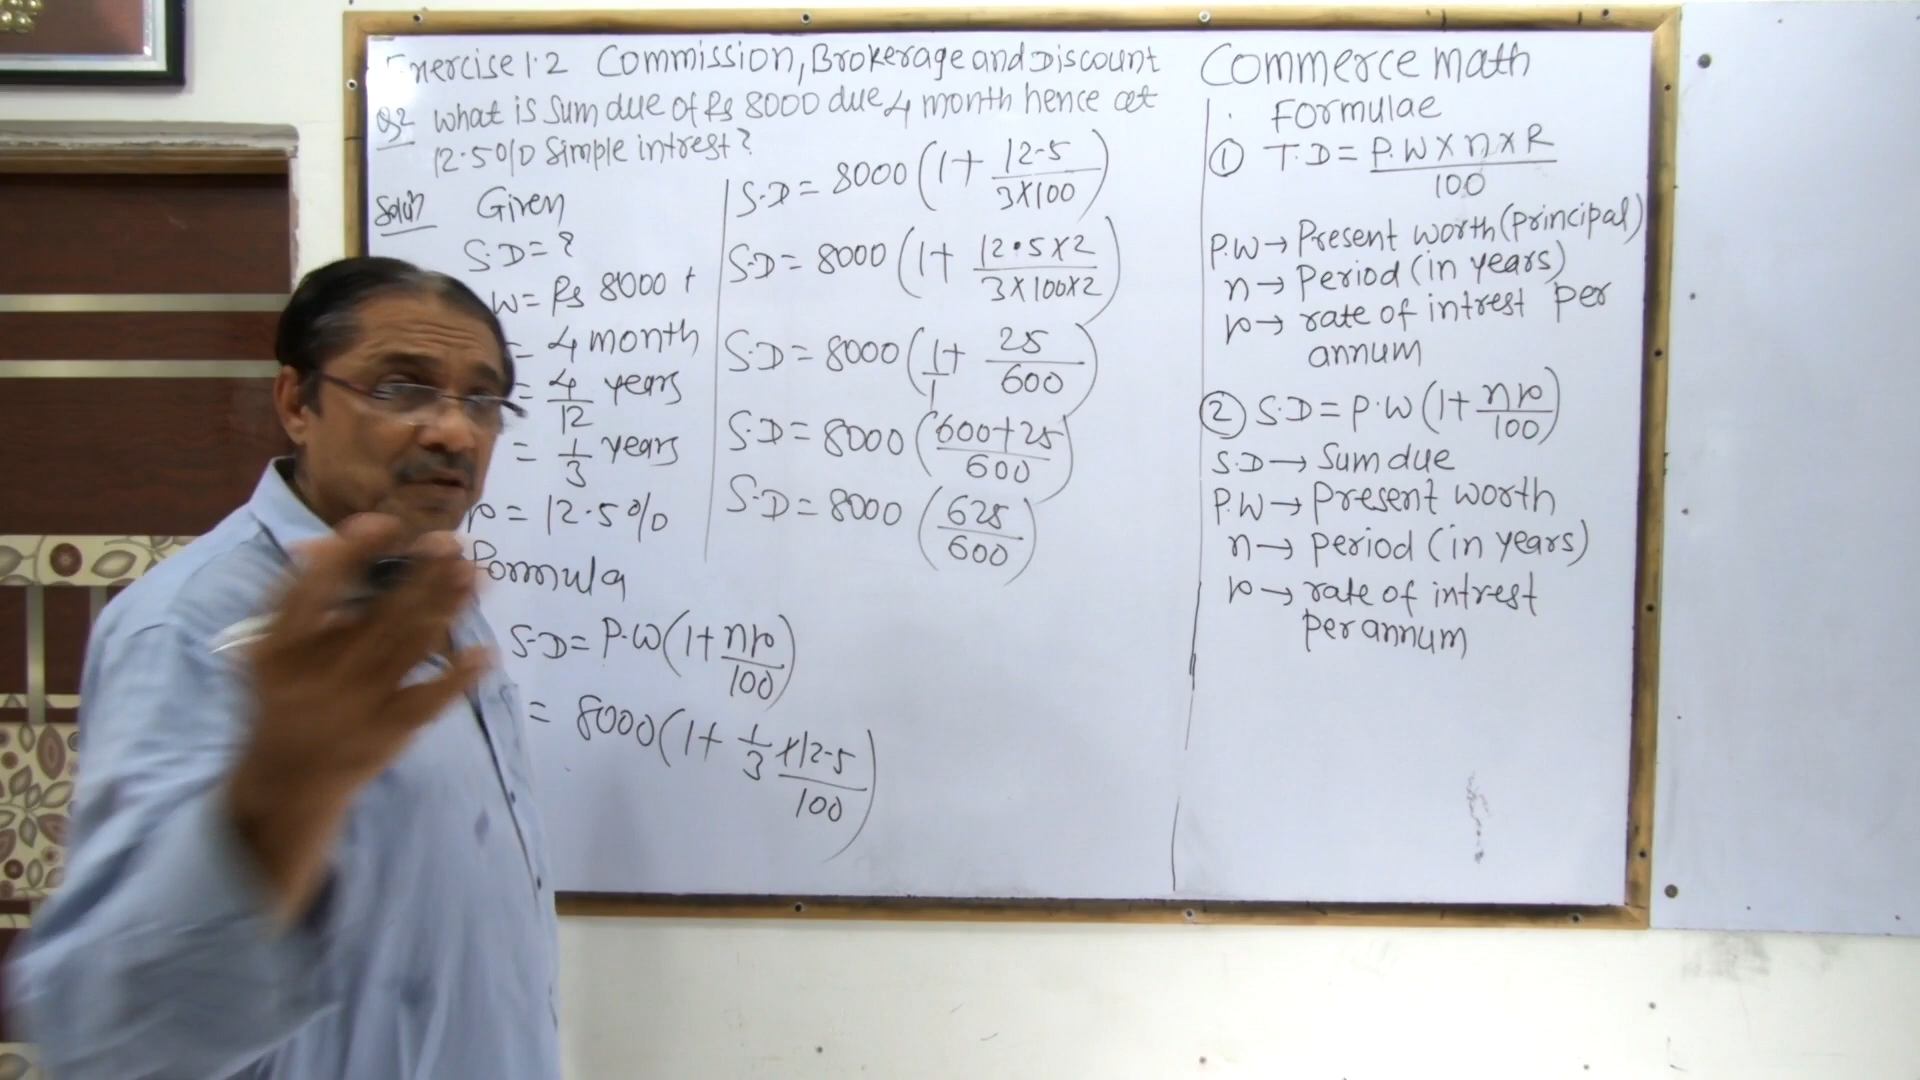 Exercise 1.2 Commission, Brokerage and Discount
Q2 What is Sum due of Rs 8000 due 4 month hence at
12.5% Simple intrest?
Soln Given
S.D = ?
W = Rs 8000
= 4 month
= 4/12 years
= 1/3 years
r = 12.5%
Formula
S.D = P.W (1 + nr/100)
= 8000 (1 + 1/3 × 12.5/100)
S.D = 8000 (1 + 12.5/3×100)
S.D = 8000 (1 + 12.5×2/3×100×2)
S.D = 8000 (1/1 + 25/600)
S.D = 8000 (600+25/600)
S.D = 8000 (625/600)
Commerce math
Formulae
① T.D = P.W × n × R/100
P.W → Present worth (principal)
n → Period (in years)
r → rate of intrest per
annum
② S.D = P.W (1 + nr/100)
S.D → Sum due
P.W → Present worth
n → period (in years)
r → rate of intrest
per annum